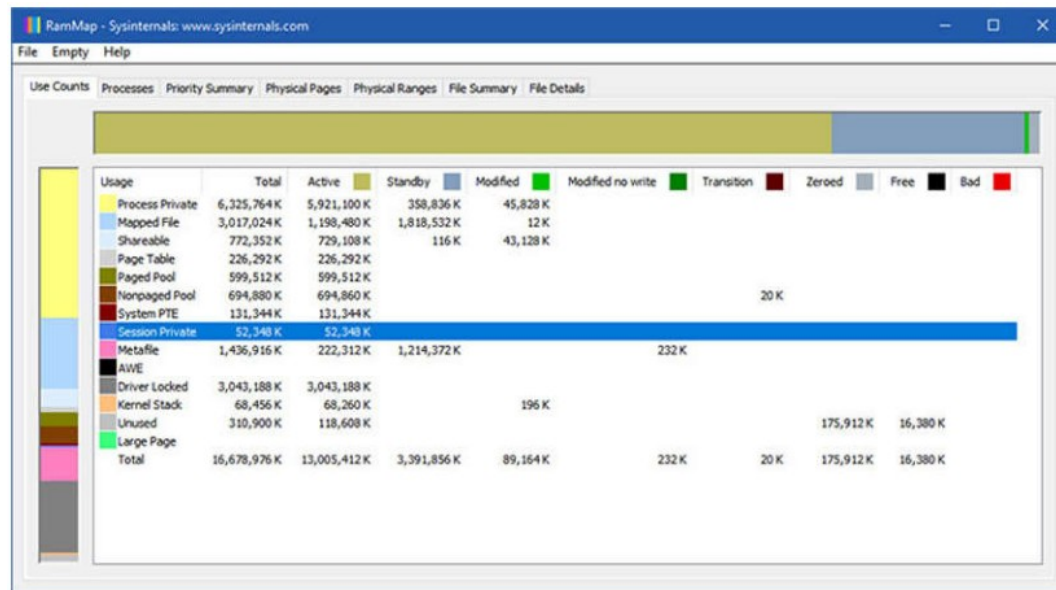 RamMap - Sysinternals: www.sysinternals.com
File Empty Help
Use Counts Processes Priority Summary Physical Pages Physical Ranges File Summary File Details
Usage Total Active Standby Modified Modified no write Transition Zeroed Free Bad
Process Private 6,325,764 K 5,921,100 K 358,836 K 45,828 K
Mapped File 3,017,024 K 1,198,480 K 1,818,532 K 12 K
Shareable 772,352 K 729,108 K 116 K 43,128 K
Page Table 226,292 K 226,292 K
Paged Pool 599,512 K 599,512 K
Nonpaged Pool 694,880 K 694,860 K 20 K
System PTE 131,344 K 131,344 K
Session Private 52,348 K 52,348 K
Metafile 1,436,916 K 222,312 K 1,214,372 K 232 K
AWE
Driver Locked 3,043,188 K 3,043,188 K
Kernel Stack 68,456 K 68,260 K 196 K
Unused 310,900 K 118,608 K 175,912 K 16,380 K
Large Page
Total 16,678,976 K 13,005,412 K 3,391,856 K 89,164 K 232 K 20 K 175,912 K 16,380 K